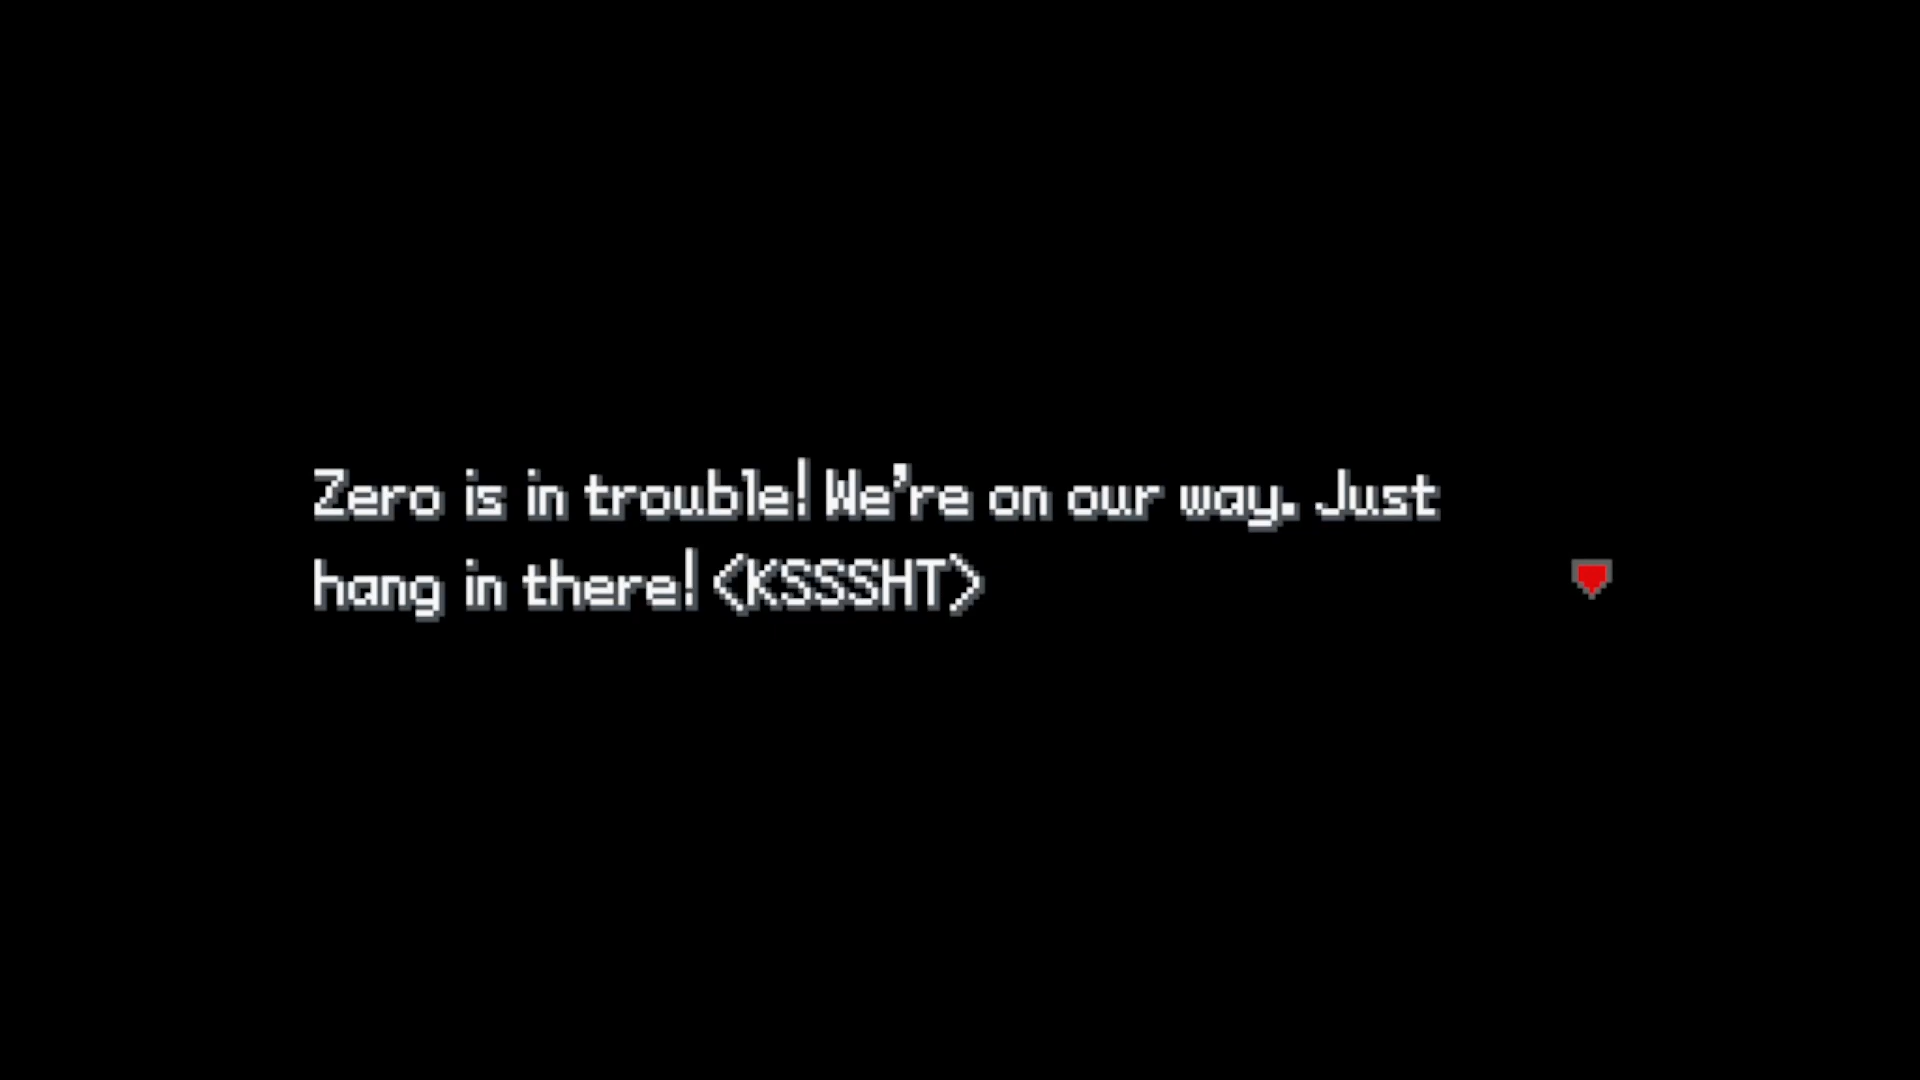 Zero is in trouble! We're on our way. Just
hang in there! <KSSSHT>